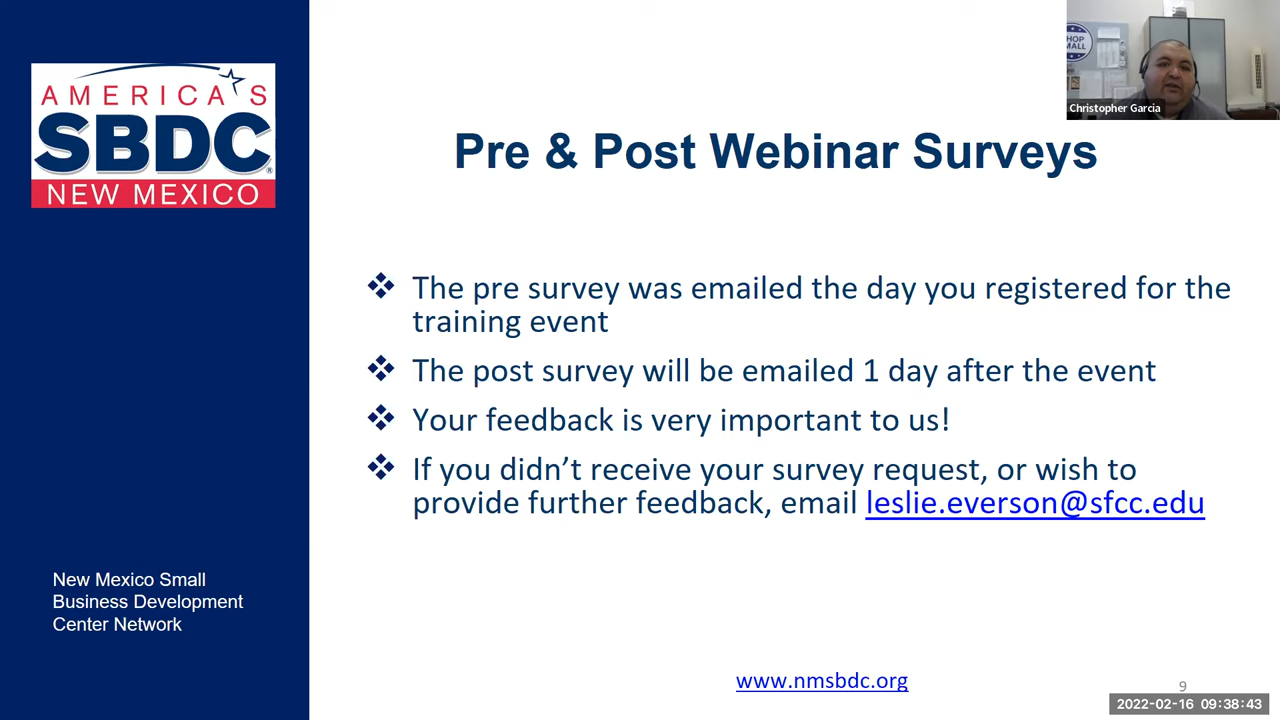 AMERICA'S
SBDC®
NEW MEXICO
Pre & Post Webinar Surveys
❖ The pre survey was emailed the day you registered for the
training event
❖ The post survey will be emailed 1 day after the event
❖ Your feedback is very important to us!
❖ If you didn’t receive your survey request, or wish to
provide further feedback, email leslie.everson@sfcc.edu
New Mexico Small
Business Development
Center Network
www.nmsbdc.org
9
HOP
MALL
Christopher Garcia
2022-02-16 09:38:43